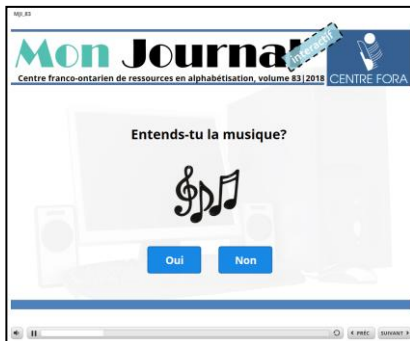 Mji_83
Mon Journal
interactif
Centre franco-ontarien de ressources en alphabétisation, volume 83|2018
CENTRE FORA
Entends-tu la musique?
Oui Non
PRÉC. SUIVANT